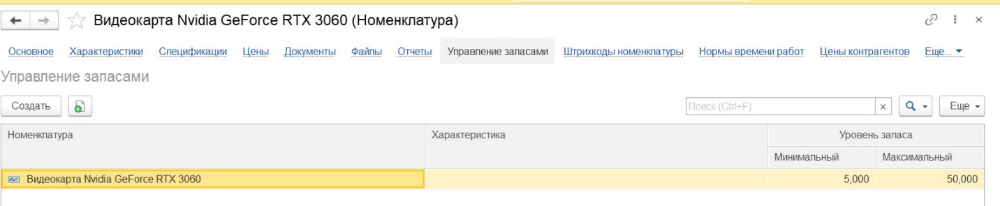 Видеокарта Nvidia GeForce RTX 3060 (Номенклатура)
Основное Характеристики Спецификации Цены Документы Файлы Отчеты Управление запасами Штрихкоды номенклатуры Нормы времени работ Цены контрагентов Еще...
Управление запасами
Создать Поиск (Ctrl+F) × Еще
Номенклатура Характеристика Уровень запаса
Минимальный Максимальный
Видеокарта Nvidia GeForce RTX 3060 5,000 50,000